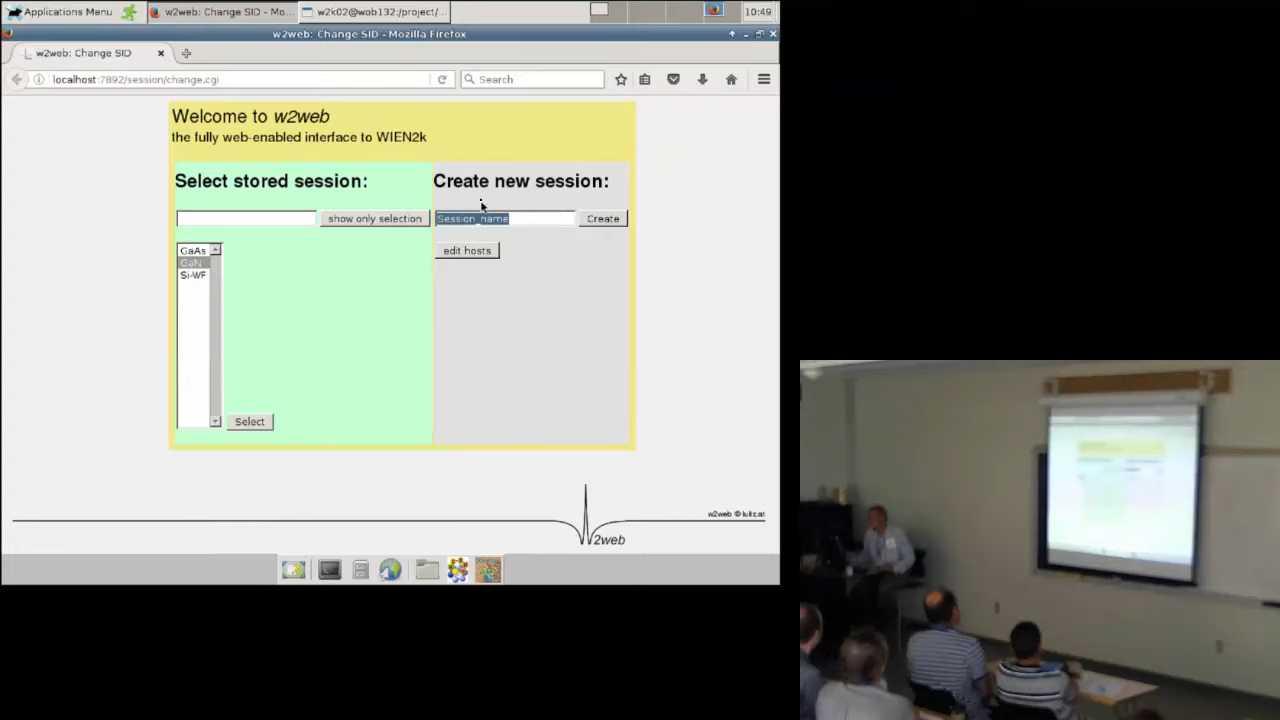 Applications Menu
w2web: Change SID - Mo...
w2k02@wob132:/project/...
10:49
w2web: Change SID - Mozilla Firefox
w2web: Change SID
localhost:7892/session/change.cgi
Search
Welcome to w2web
the fully web-enabled interface to WIEN2k
Select stored session:
Create new session:
show only selection
Session_name
Create
edit hosts
GaAs
GaN
Si-WF
Select
w2web © luitz.at
2web